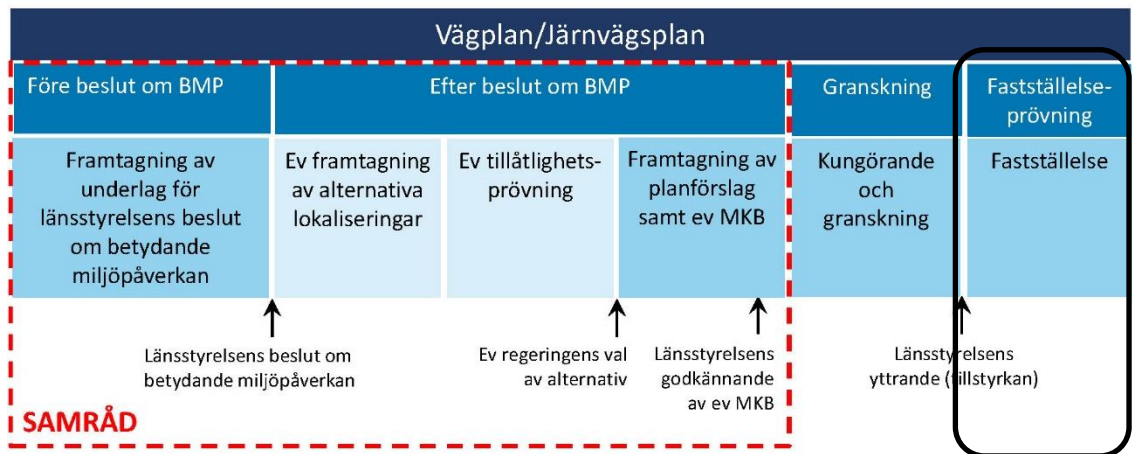 Vägplan/Järnvägsplan
Före beslut om BMP
Efter beslut om BMP
Granskning
Fastställelse-
prövning
Framtagning av
underlag för
länsstyrelsens beslut
om betydande
miljöpåverkan
Ev framtagning
av alternativa
lokaliseringar
Ev tillåtlighets-
prövning
Framtagning av
planförslag
samt ev MKB
Kungörande
och
granskning
Fastställelse
Länsstyrelsens beslut om
betydande miljöpåverkan
Ev regeringens val
av alternativ
Länsstyrelsens
godkännande
av ev MKB
Länsstyrelsens
yttrande (tillstyrkan)
SAMRÅD